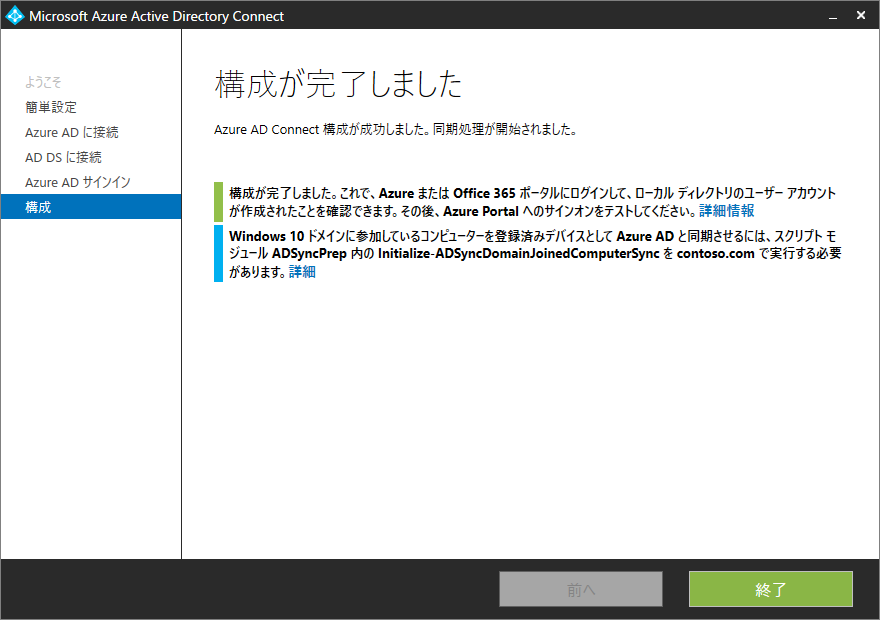 Microsoft Azure Active Directory Connect
ようこそ
簡単設定
Azure AD に接続
AD DS に接続
Azure AD サインイン
構成
構成が完了しました
Azure AD Connect 構成が成功しました。同期処理が開始されました。
構成が完了しました。これで、Azure または Office 365 ポータルにログインして、ローカル ディレクトリのユーザー アカウント
が作成されたことを確認できます。その後、Azure Portal へのサインオンをテストしてください。詳細情報
Windows 10 ドメインに参加しているコンピューターを登録済みデバイスとして Azure AD と同期させるには、スクリプト モ
ジュール ADSyncPrep 内の Initialize-ADSyncDomainJoinedComputerSync を contoso.com で実行する必要
があります。詳細
前へ
終了